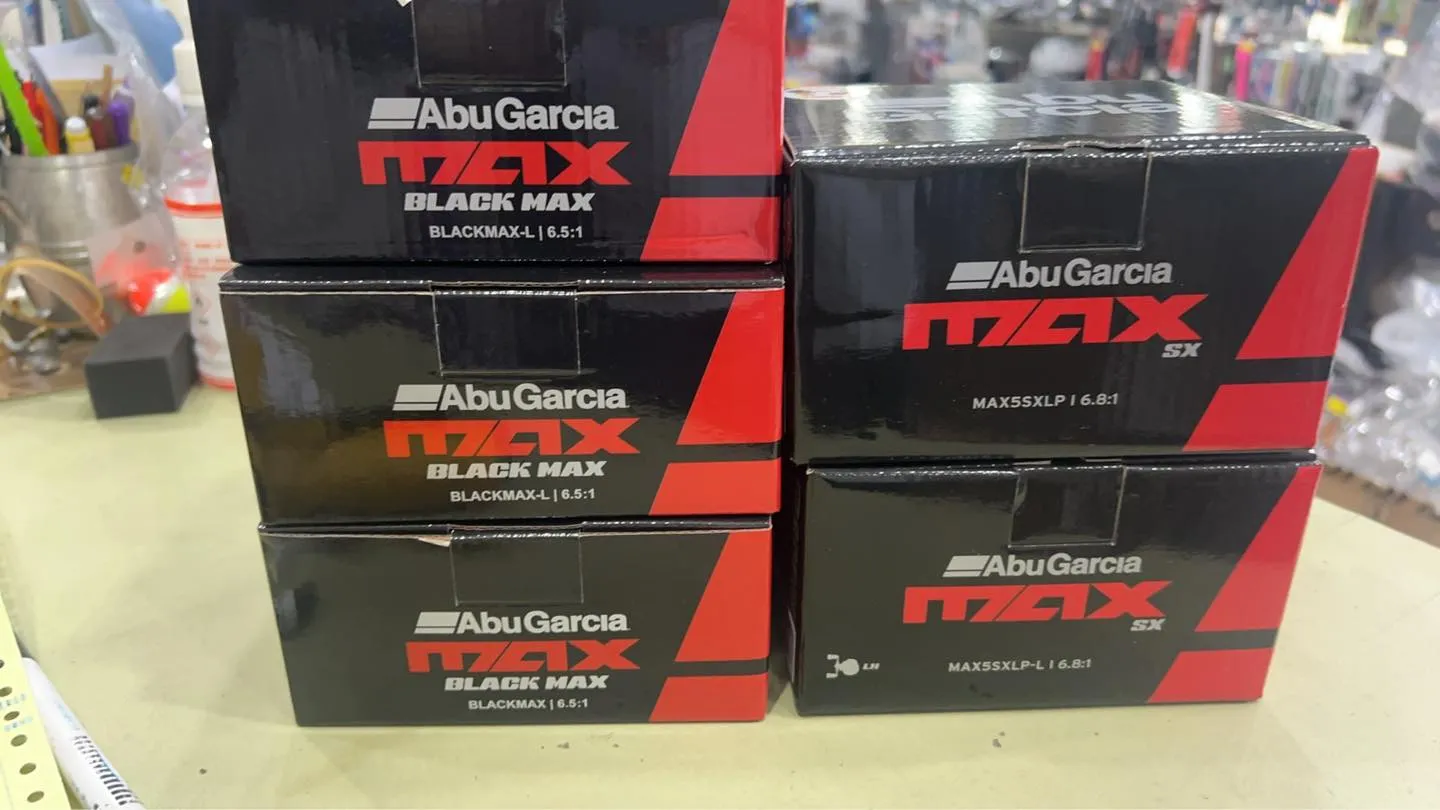 AbuGarcia
max
BLACK MAX
BLACKMAX-L | 6.5:1
AbuGarcia
max
BLACK MAX
BLACKMAX-L | 6.5:1
AbuGarcia
max
BLACK MAX
BLACKMAX | 6.5:1
AbuGarcia
max
SX
MAX5SXLP | 6.8:1
AbuGarcia
max
SX
LH
MAX5SXLP-L | 6.8:1